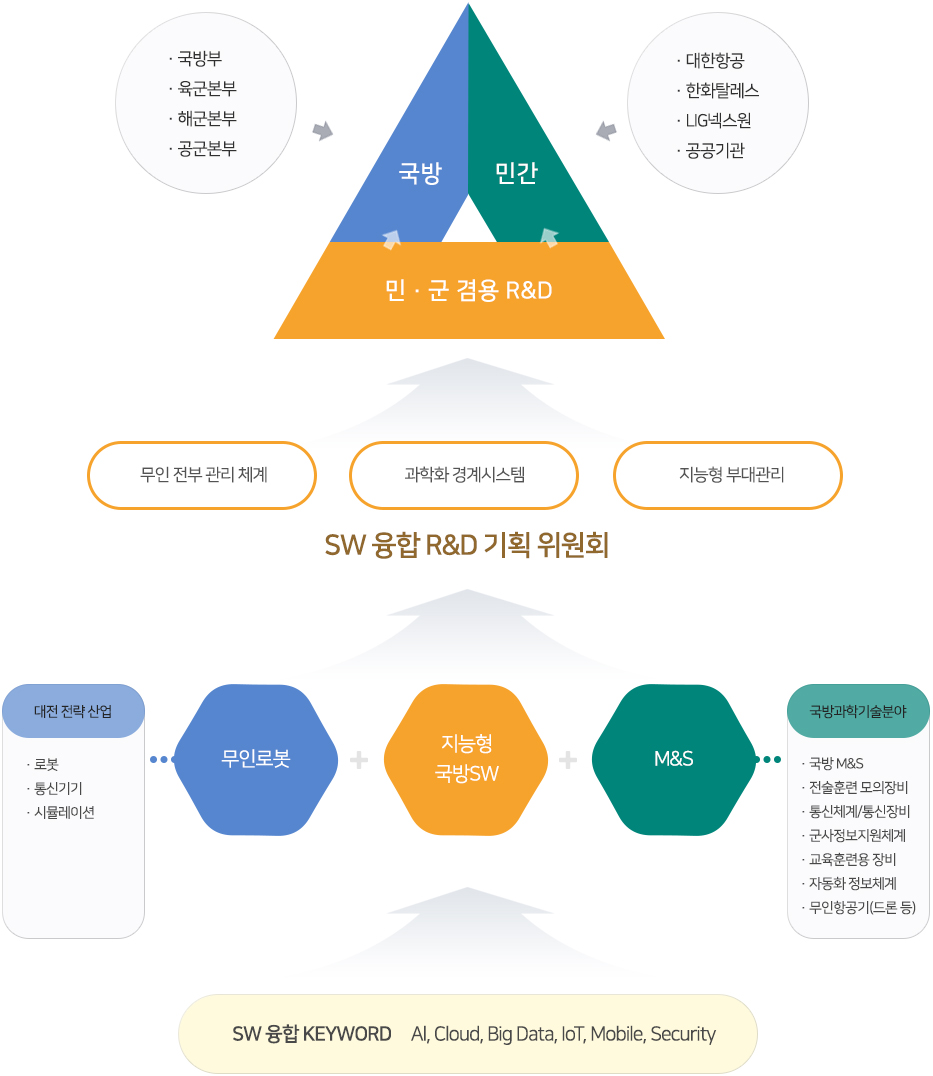 · 국방부
· 육군본부
· 해군본부
· 공군본부
· 대한항공
· 한화탈레스
· LIG넥스원
· 공공기관
국방
민간
민 · 군 겸용 R&D
무인 전부 관리 체계
과학화 경계시스템
지능형 부대관리
SW 융합 R&D 기획 위원회
대전 전략 산업
· 로봇
· 통신기기
· 시뮬레이션
무인로봇
지능형
국방SW
M&S
국방과학기술분야
· 국방 M&S
· 전술훈련 모의장비
· 통신체계/통신장비
· 군사정보지원체계
· 교육훈련용 장비
· 자동화 정보체계
· 무인항공기(드론 등)
SW 융합 KEYWORD AI, Cloud, Big Data, IoT, Mobile, Security